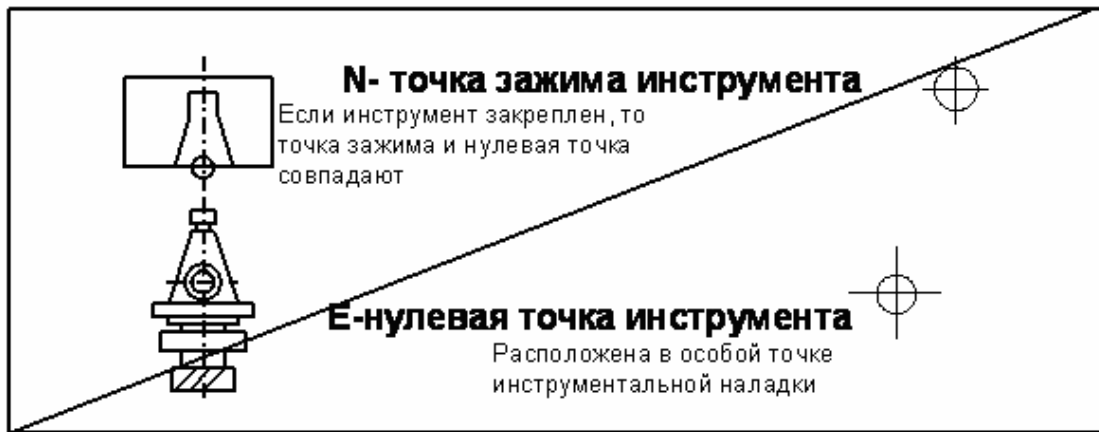 N- точка зажима инструмента
Если инструмент закреплен, то
точка зажима и нулевая точка
совпадают
E-нулевая точка инструмента
Расположена в особой точке
инструментальной наладки